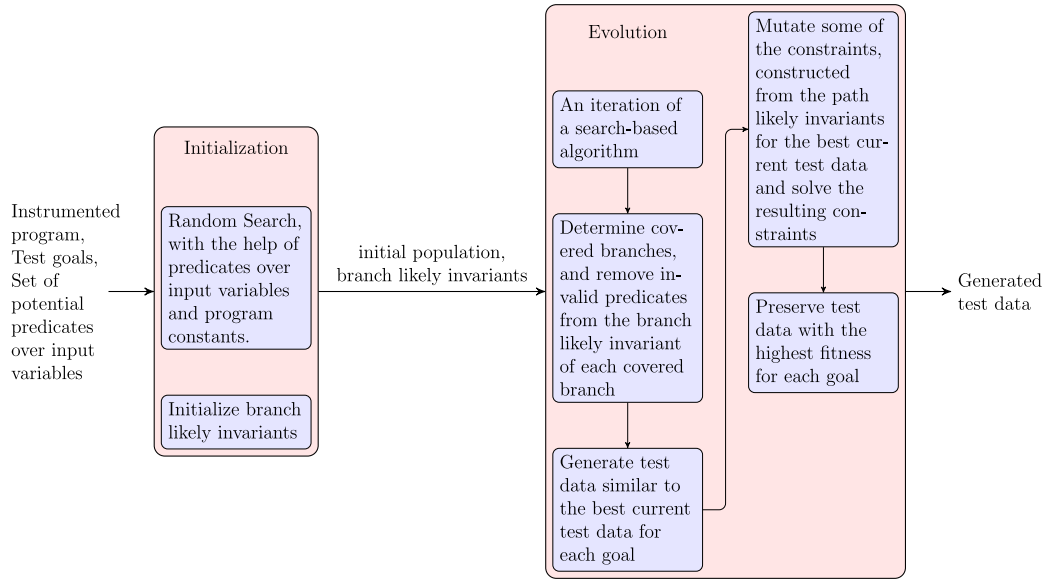 Instrumented
program,
Test goals,
Set of
potential
predicates
over input
variables
Initialization
Random Search,
with the help of
predicates over
input variables
and program
constants.
Initialize branch
likely invariants
initial population,
branch likely invariants
Evolution
An iteration of
a search-based
algorithm
Determine cov-
ered branches,
and remove in-
valid predicates
from the branch
likely invariant
of each covered
branch
Generate test
data similar to
the best current
test data for
each goal
Mutate some of
the constraints,
constructed
from the path
likely invariants
for the best cur-
rent test data
and solve the
resulting con-
straints
Preserve test
data with the
highest fitness
for each goal
Generated
test data